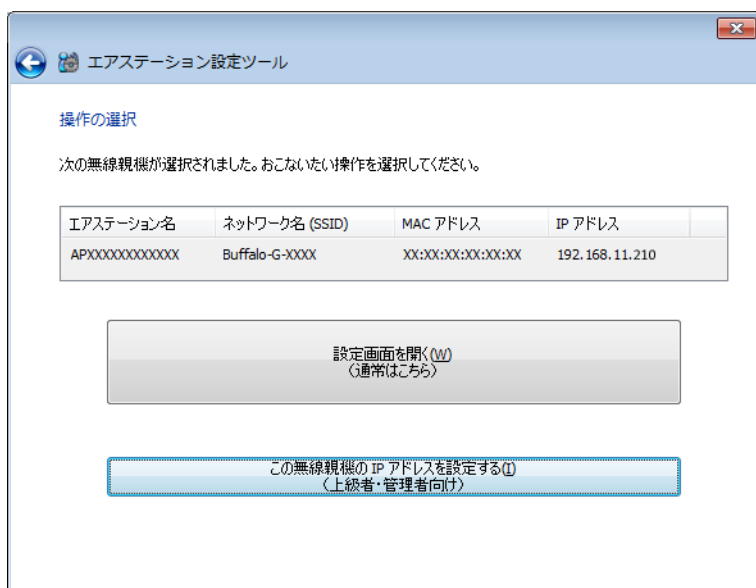 エアステーション設定ツール
操作の選択
次の無線親機が選択されました。おこないたい操作を選択してください。
エアステーション名 ネットワーク名 (SSID) MAC アドレス IP アドレス
APXXXXXXXXXXXX Buffalo-G-XXXX XX:XX:XX:XX:XX:XX 192.168.11.210
設定画面を開く(W)
(通常はこちら)
この無線親機の IP アドレスを設定する(I)
(上級者・管理者向け)